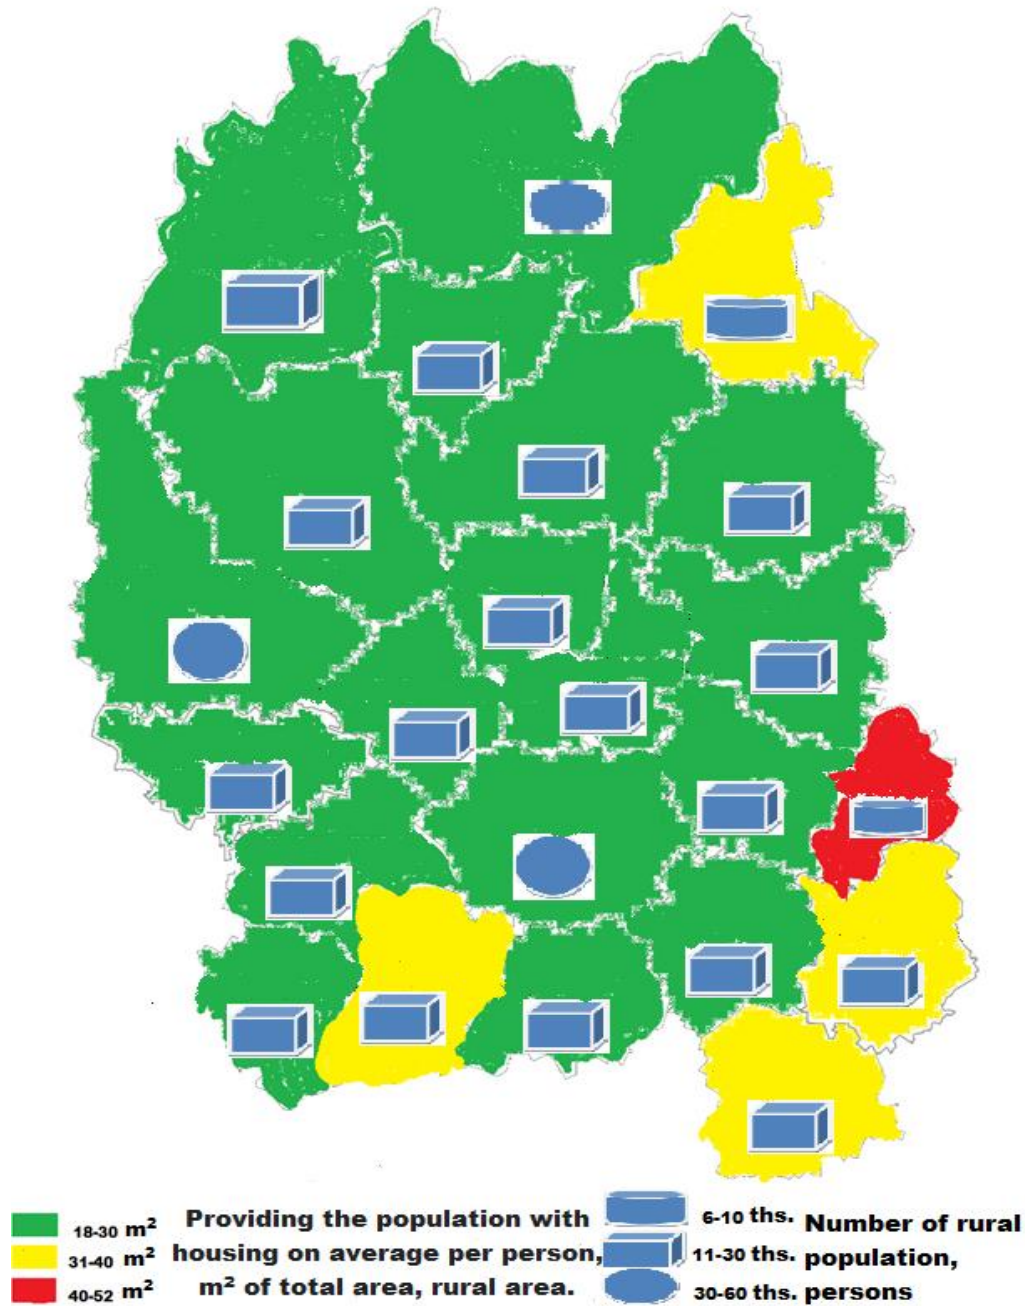 18-30 m²
31-40 m²
40-52 m²
Providing the population with
housing on average per person,
m² of total area, rural area.
6-10 ths.
11-30 ths.
30-60 ths.
Number of rural
population,
persons